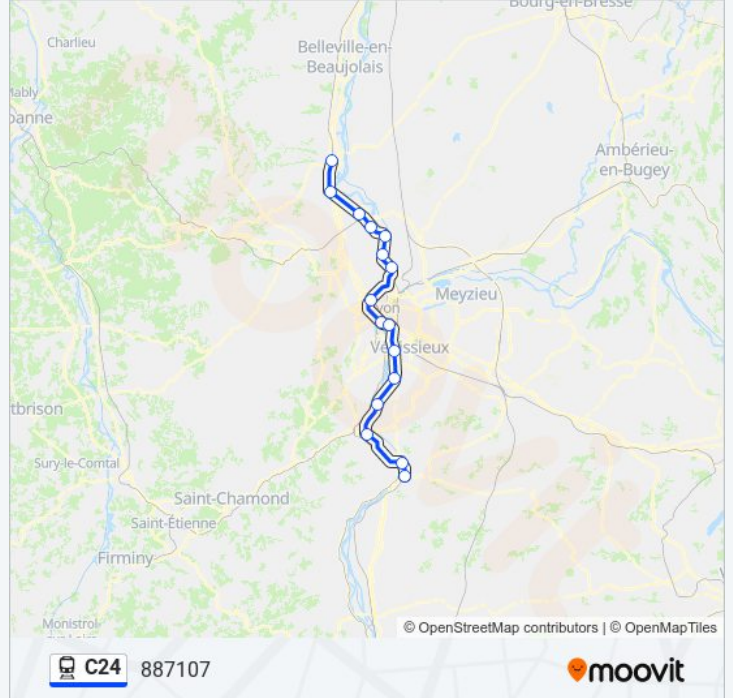 Bourg-en-Bresse
Charlieu
Belleville-en-
Beaujolais
Mably
oanne
Ambérieu-
en-Bugey
Meyzieu
yon
Vénissieux
tbrison
Sury-le-Comtal
Saint-Chamond
Saint-Étienne
Firminy
Monistrol
© OpenStreetMap contributors | © OpenMapTiles
C24 887107
moovit